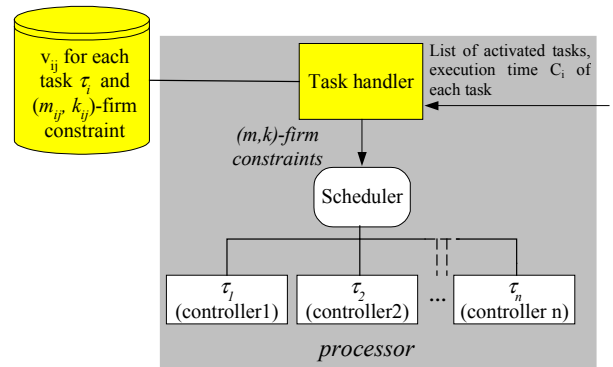 v_ij for each
task τ_i and
(m_ij, k_ij)-firm
constraint
Task handler
List of activated tasks,
execution time C_i of
each task
(m,k)-firm
constraints
Scheduler
τ_1
(controller1)
τ_2
(controller2)
...
τ_n
(controller n)
processor